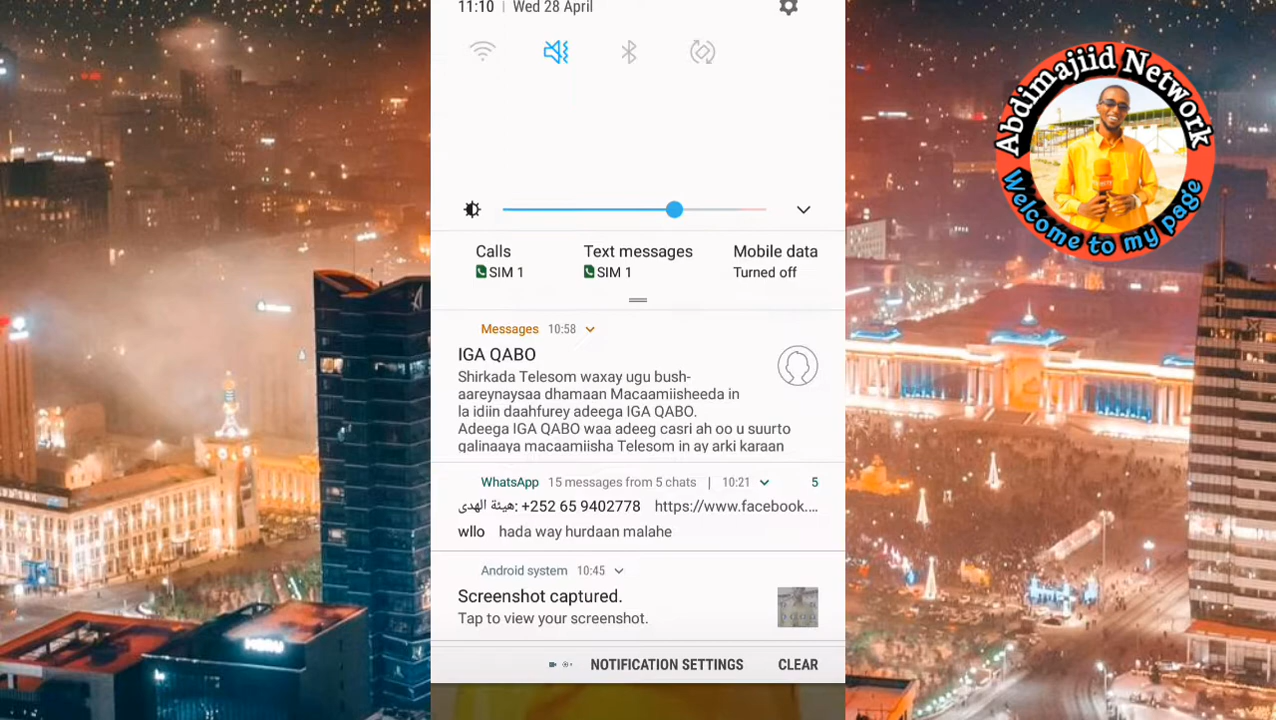 11:10 | Wed 28 April
Calls
SIM 1
Text messages
SIM 1
Mobile data
Turned off
Messages 10:58
IGA QABO
Shirkada Telesom waxay ugu bush-
aareynaysaa dhamaan Macaamiisheeda in
la idiin daahfurey adeega IGA QABO.
Adeega IGA QABO waa adeeg casri ah oo u suurto
galinaaya macaamiisha Telesom in ay arki karaan
WhatsApp 15 messages from 5 chats | 10:21 5
هيئة الهدى: +252 65 9402778 https://www.facebook....
wllo hada way hurdaan malahe
Android system 10:45
Screenshot captured.
Tap to view your screenshot.
NOTIFICATION SETTINGS CLEAR
Abdimajiid Network
Welcome to my page